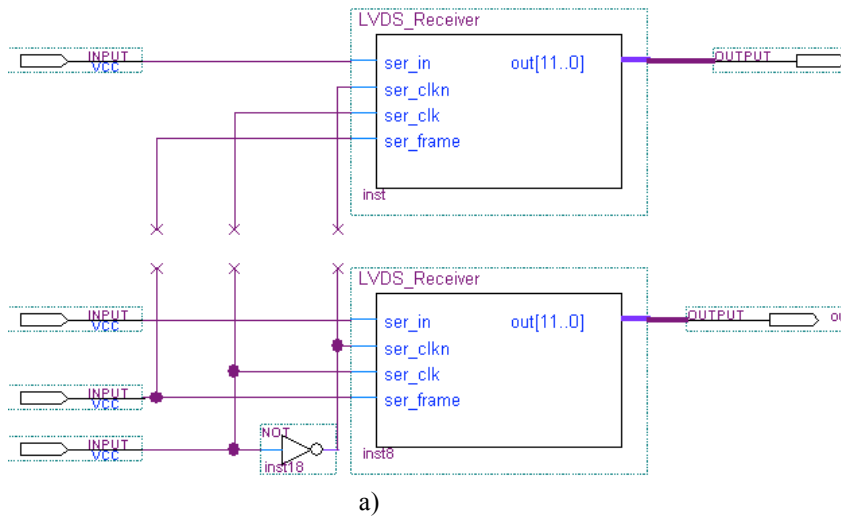 LVDS_Receiver
INPUT
VCC
ser_in
out[11..0]
OUTPUT
ser_clkn
ser_clk
ser_frame
inst
LVDS_Receiver
INPUT
VCC
ser_in
out[11..0]
OUTPUT
ser_clkn
ser_clk
INPUT
VCC
ser_frame
NOT
INPUT
VCC
inst18
inst8
a)